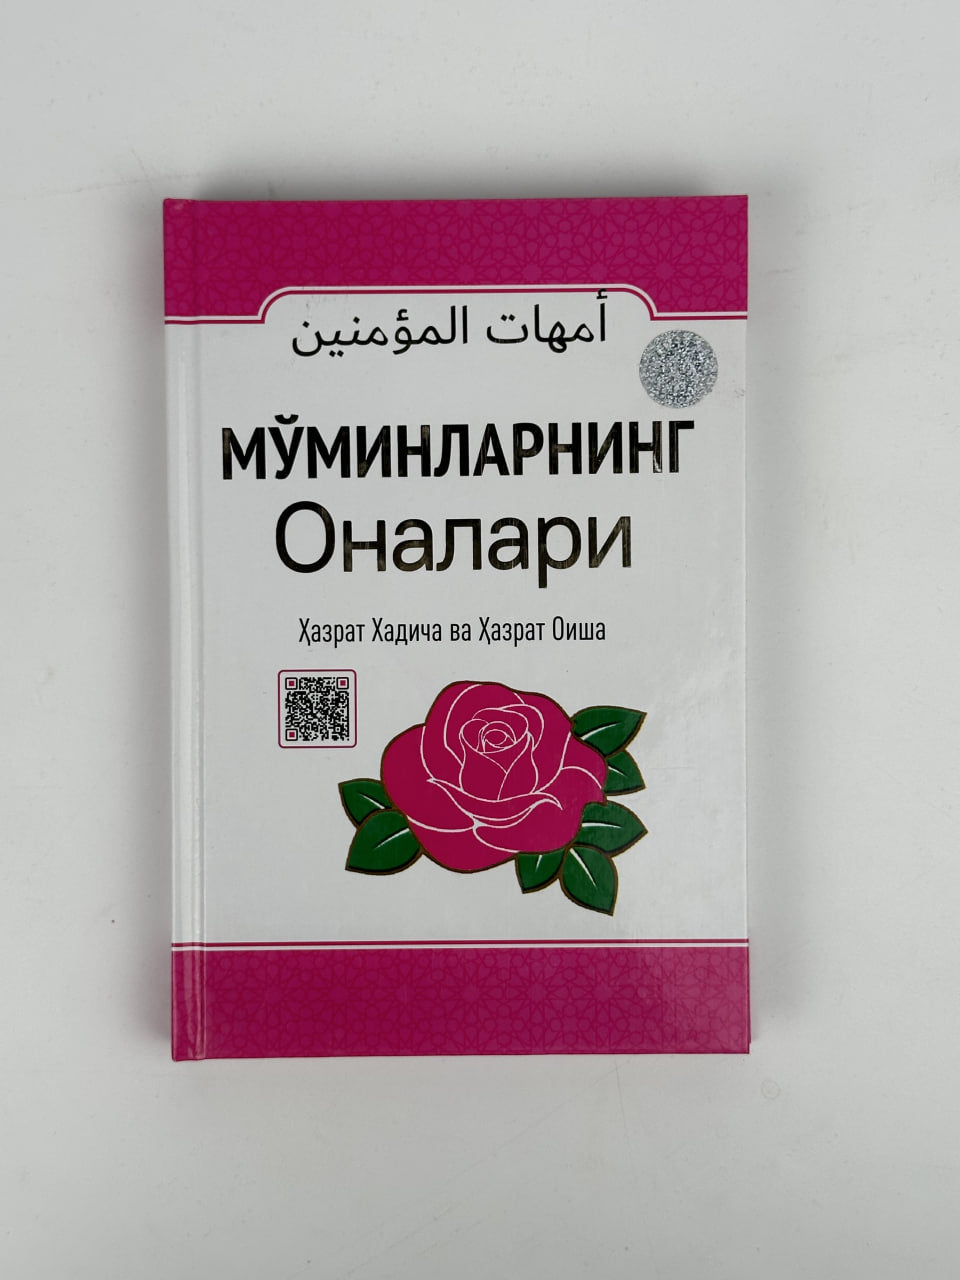 أمهات المؤمنين
МЎМИНЛАРНИНГ
Оналари
Ҳазрат Хадича ва Ҳазрат Оиша